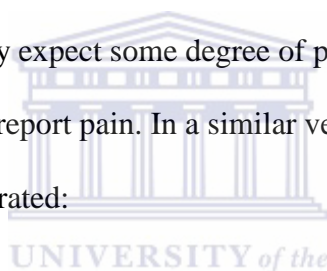 y expect some degree of p
report pain. In a similar ve
rated:
UNIVERSITY of the